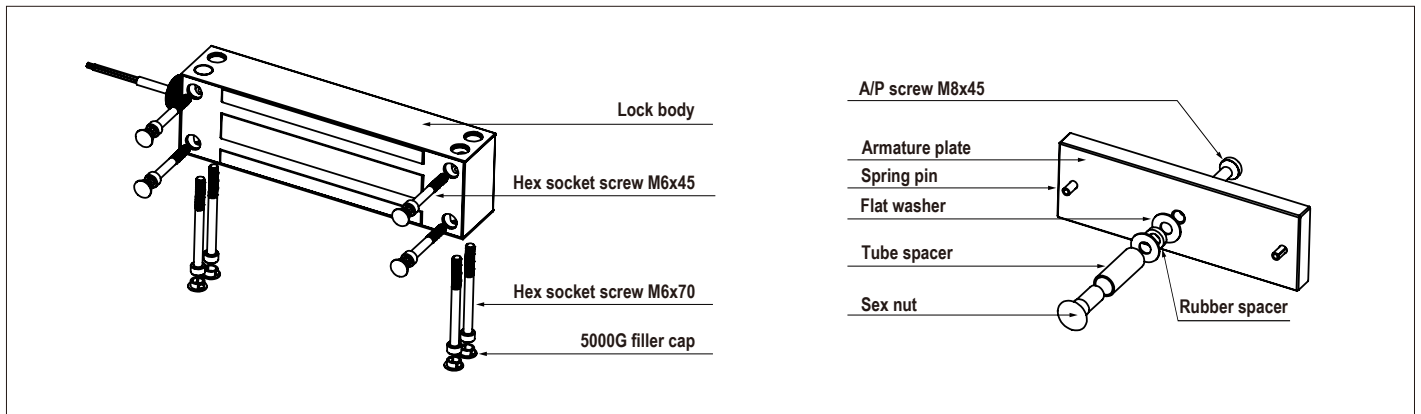 Lock body
Hex socket screw M6x45
Hex socket screw M6x70
5000G filler cap
A/P screw M8x45
Armature plate
Spring pin
Flat washer
Tube spacer
Sex nut
Rubber spacer